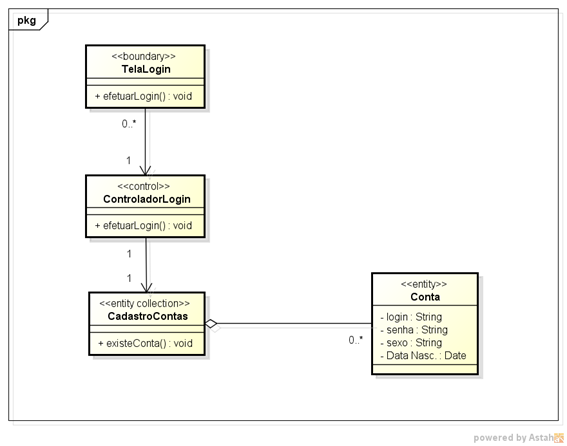 pkg
<<boundary>>
TelaLogin
+ efetuarLogin() : void
0..*
1
<<control>>
ControladorLogin
+ efetuarLogin() : void
1
1
<<entity collection>>
CadastroContas
+ existeConta() : void
0..*
<<entity>>
Conta
- login : String
- senha : String
- sexo : String
- Data Nasc. : Date
powered by Astah